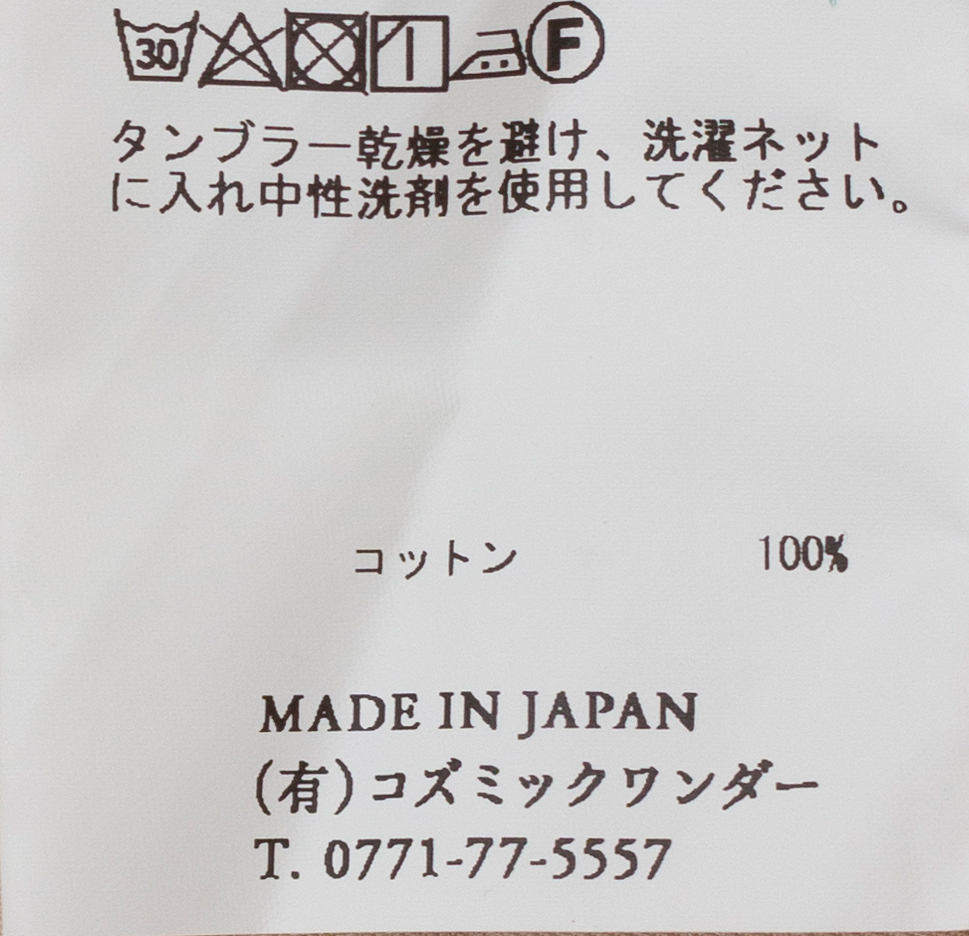 30 F
タンブラー乾燥を避け、洗濯ネット
に入れ中性洗剤を使用してください。
コットン 100%
MADE IN JAPAN
(有)コズミックワンダー
T. 0771-77-5557